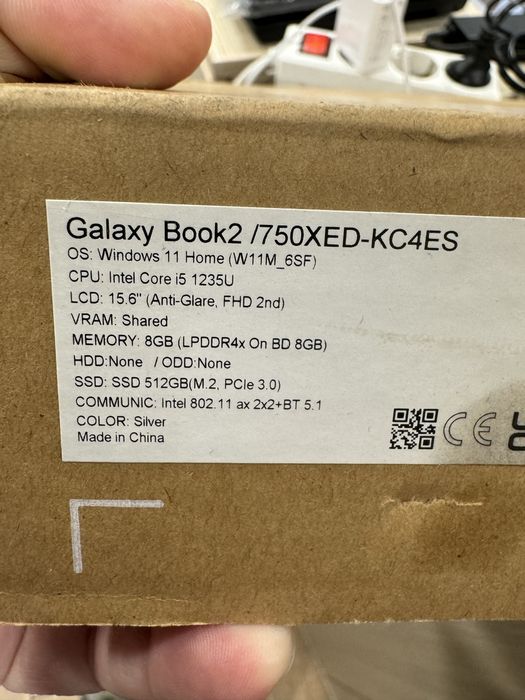 Galaxy Book2 /750XED-KC4ES
OS: Windows 11 Home (W11M_6SF)
CPU: Intel Core i5 1235U
LCD: 15.6" (Anti-Glare, FHD 2nd)
VRAM: Shared
MEMORY: 8GB (LPDDR4x On BD 8GB)
HDD:None / ODD:None
SSD: SSD 512GB(M.2, PCIe 3.0)
COMMUNIC: Intel 802.11 ax 2x2+BT 5.1
COLOR: Silver
Made in China
CE